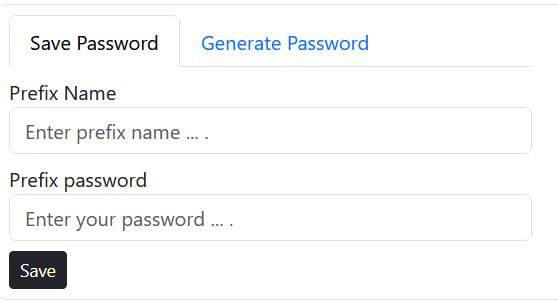 Save Password Generate Password
Prefix Name
Enter prefix name ... .
Prefix password
Enter your password ... .
Save